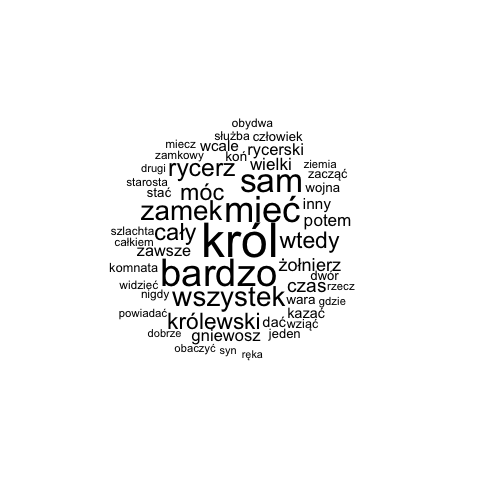 obydwa
służba człowiek
miecz wcale rycerski
zamkowy koń
drugi rycerz wielki ziemia
starosta sam zacząć
stać móc wojna
zamek mieć inny
potem
szlachta cały król wtedy
całkiem
zawsze
komnata bardzo żołnierz
dwór
widzieć czas rzecz
nigdy wszystek wara gdzie
powiadać królewski dać kazać
wziąć
dobrze gniewosz jeden
obaczyć syn ręka